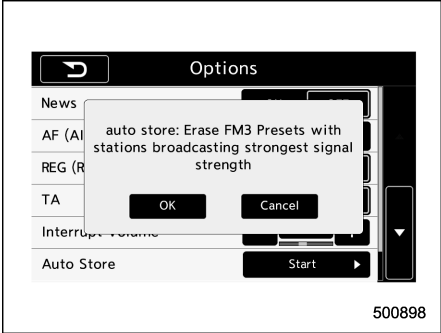 Options
News
auto store: Erase FM3 Presets with
stations broadcasting strongest signal
strength
AF (Al
REG (R
TA
OK
Cancel
Interrupt Volume
Auto Store
Start
500898